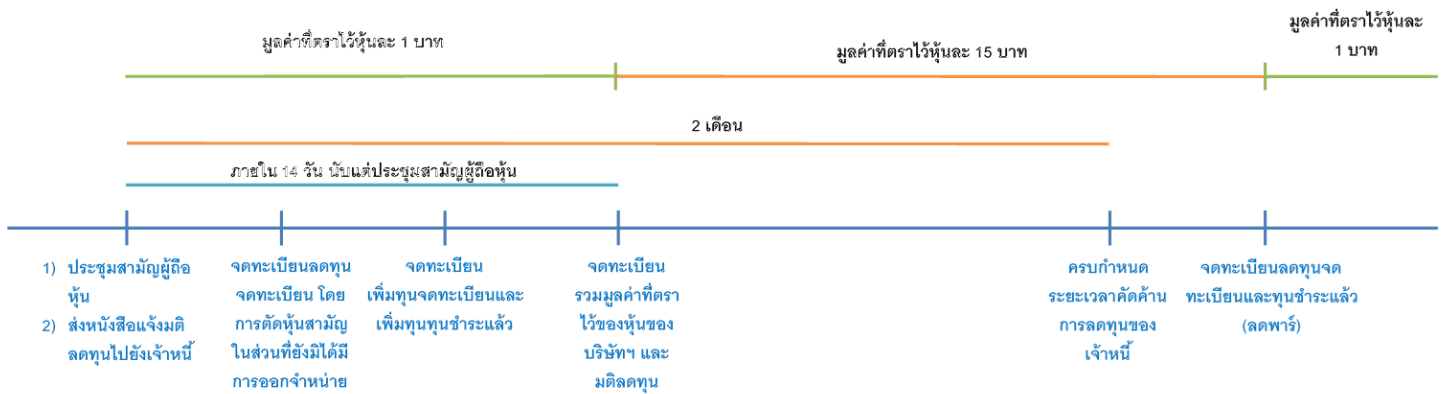 มูลค่าที่ตราไว้หุ้นละ 1 บาท
มูลค่าที่ตราไว้หุ้นละ 15 บาท
มูลค่าที่ตราไว้หุ้นละ
1 บาท
2 เดือน
ภายใน 14 วัน นับแต่ประชุมสามัญผู้ถือหุ้น
1) ประชุมสามัญผู้ถือ
หุ้น
2) ส่งหนังสือแจ้งมติ
ลดทุนไปยังเจ้าหนี้
จดทะเบียนลดทุน
จดทะเบียน โดย
การตัดหุ้นสามัญ
ในส่วนที่ยังมิได้มี
การออกจำหน่าย
จดทะเบียน
เพิ่มทุนจดทะเบียนและ
เพิ่มทุนทุนชำระแล้ว
จดทะเบียน
รวมมูลค่าที่ตรา
ไว้ของหุ้นของ
บริษัทฯ และ
มติลดทุน
ครบกำหนด
ระยะเวลาคัดค้าน
การลดทุนของ
เจ้าหนี้
จดทะเบียนลดทุนจด
ทะเบียนและทุนชำระแล้ว
(ลดพาร์)